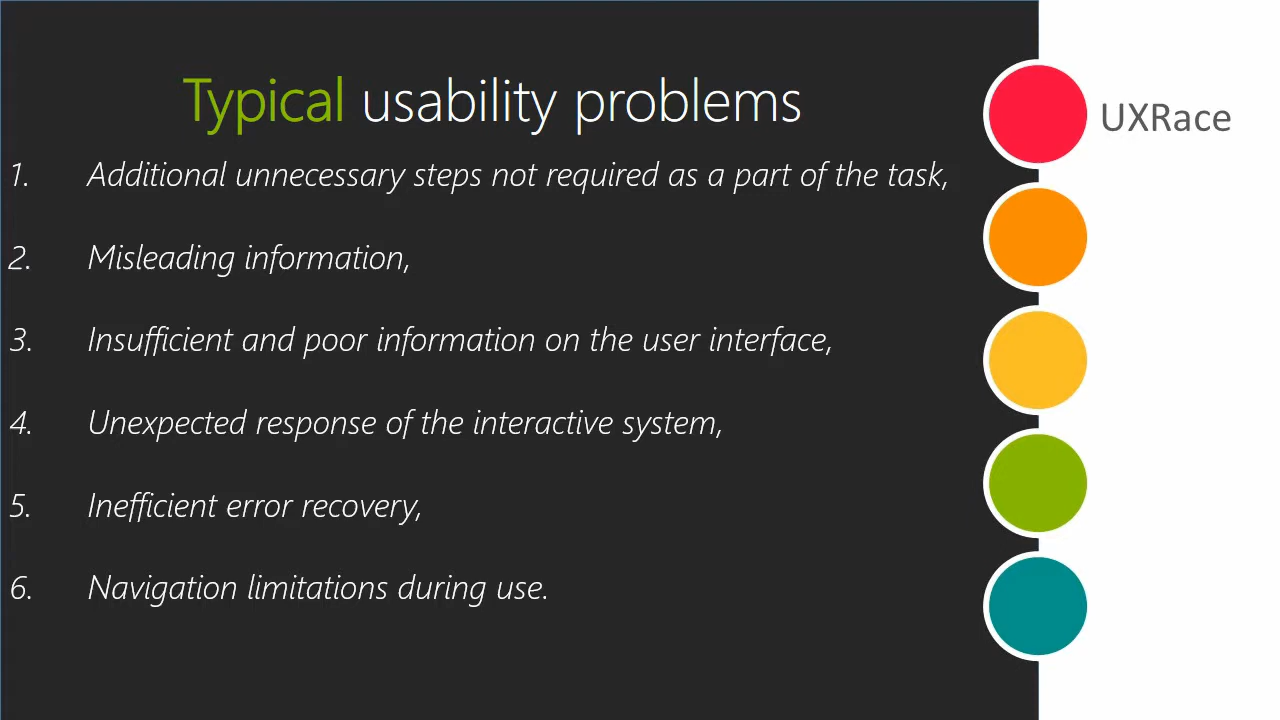 Typical usability problems
UXRace
1. Additional unnecessary steps not required as a part of the task,
2. Misleading information,
3. Insufficient and poor information on the user interface,
4. Unexpected response of the interactive system,
5. Inefficient error recovery,
6. Navigation limitations during use.